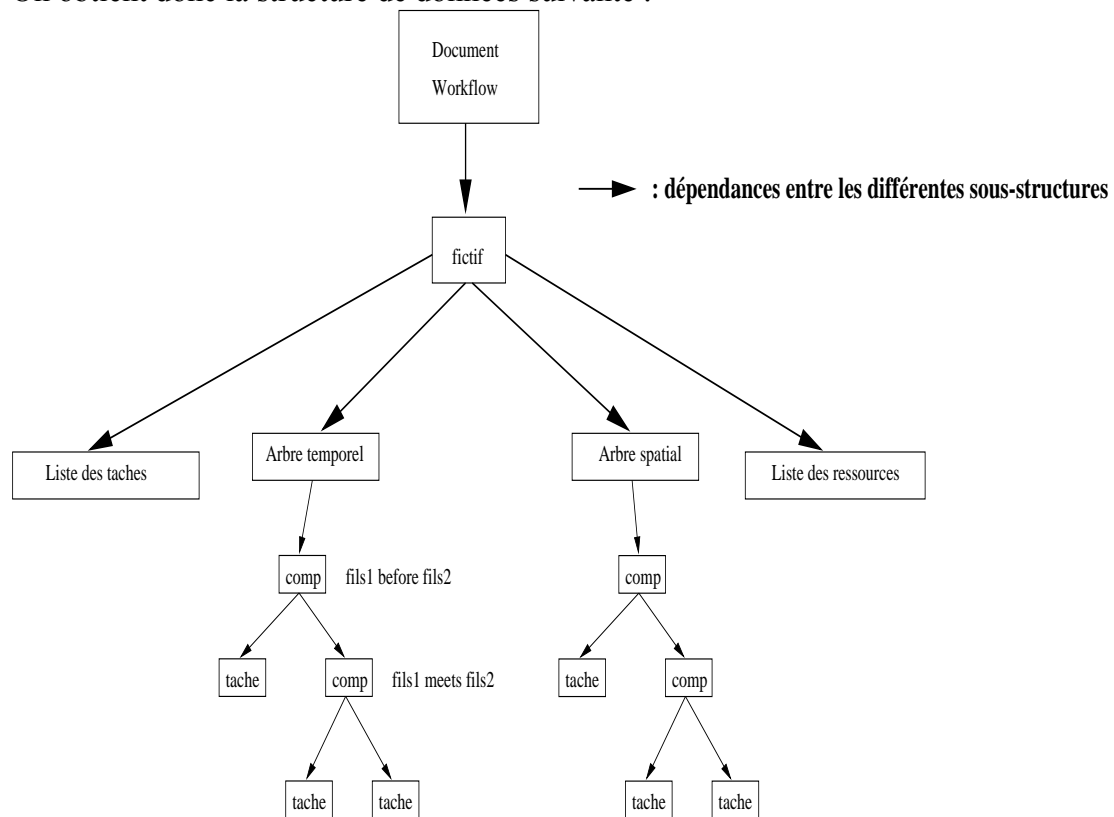 On obtient donc la structure de données suivante :
Document
Workflow
: dépendances entre les différentes sous-structures
fictif
Liste des taches
Arbre temporel
Arbre spatial
Liste des ressources
comp
fils1 before fils2
comp
tache
comp
fils1 meets fils2
tache
comp
tache
tache
tache
tache